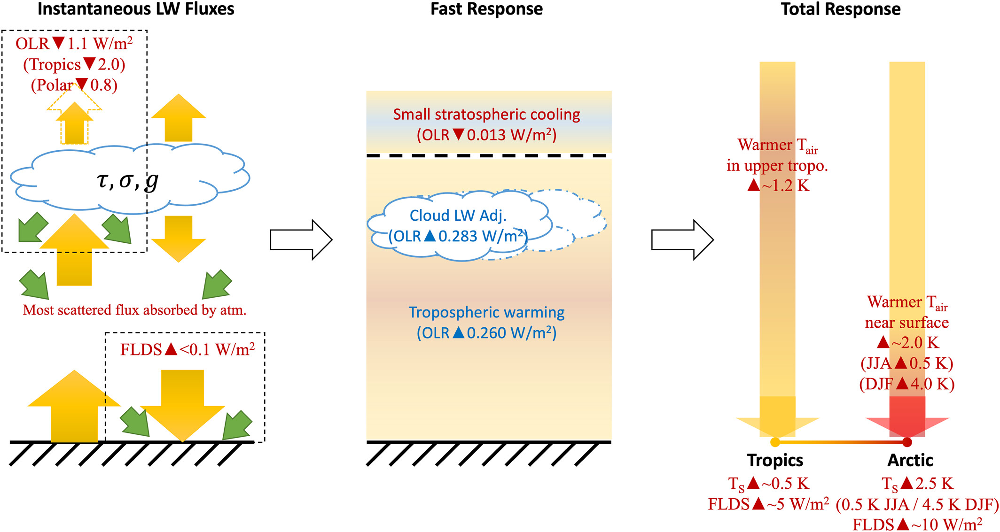 Instantaneous LW Fluxes
OLR▼1.1 W/m²
(Tropics▼2.0)
(Polar▼0.8)
τ, σ, g
Most scattered flux absorbed by atm.
FLDS▲<0.1 W/m²
Fast Response
Small stratospheric cooling
(OLR▼0.013 W/m²)
Cloud LW Adj.
(OLR▲0.283 W/m²)
Tropospheric warming
(OLR▲0.260 W/m²)
Total Response
Warmer Tair
in upper tropo.
▲~1.2 K
Warmer Tair
near surface
▲~2.0 K
(JJA▲0.5 K)
(DJF▲4.0 K)
Tropics
TS▲~0.5 K
FLDS▲~5 W/m²
Arctic
TS▲2.5 K
(0.5 K JJA / 4.5 K DJF)
FLDS▲~10 W/m²